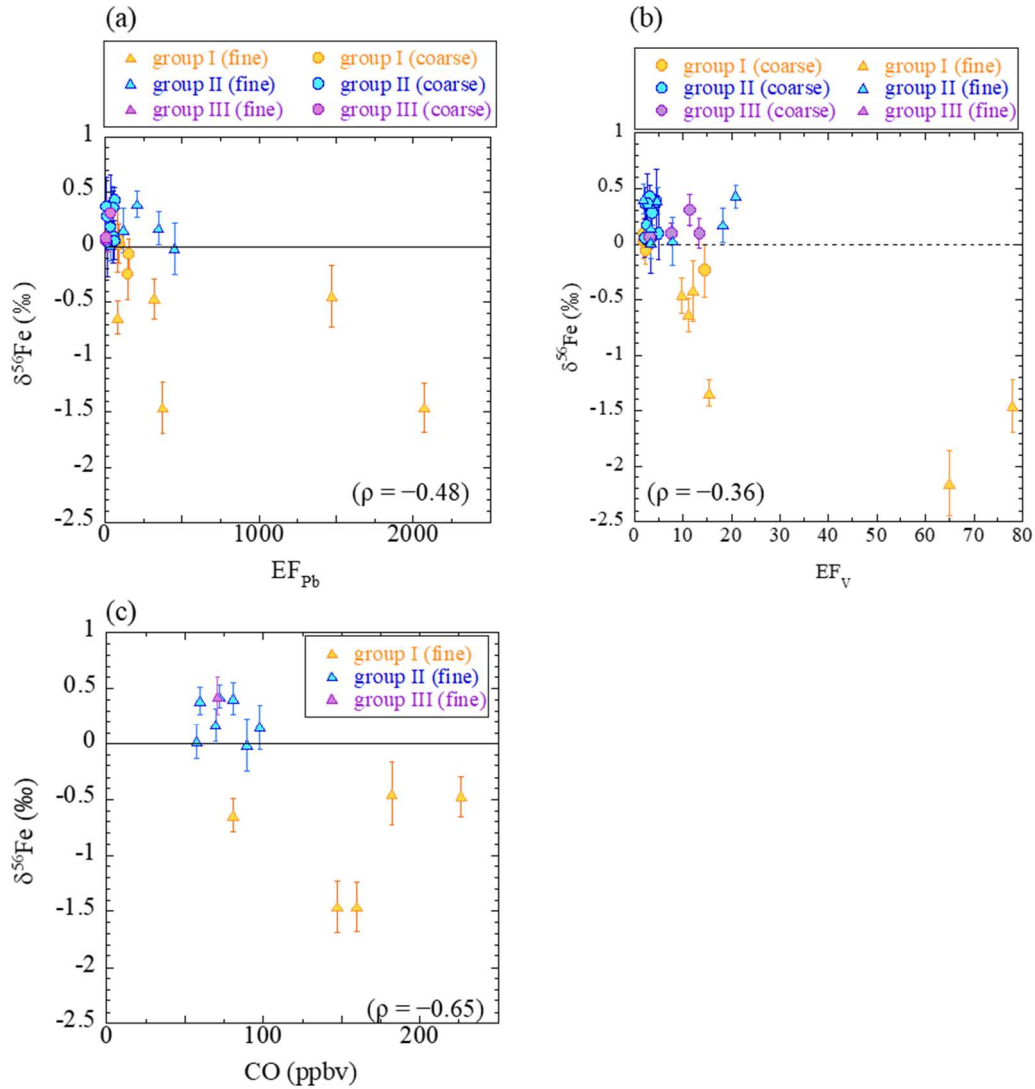 (a)
group I (fine) group I (coarse)
group II (fine) group II (coarse)
group III (fine) group III (coarse)
1
0.5
0
-0.5
-1
-1.5
-2
-2.5
δ⁵⁶Fe (‰)
(ρ = −0.48)
0 500 1000 1500 2000
EF_Pb
(b)
group I (coarse) group I (fine)
group II (coarse) group II (fine)
group III (coarse) group III (fine)
1
0.5
0
-0.5
-1
-1.5
-2
-2.5
δ⁵⁶Fe (‰)
(ρ = −0.36)
0 10 20 30 40 50 60 70 80
EF_V
(c)
group I (fine)
group II (fine)
group III (fine)
1
0.5
0
-0.5
-1
-1.5
-2
-2.5
δ⁵⁶Fe (‰)
(ρ = −0.65)
0 100 200
CO (ppbv)